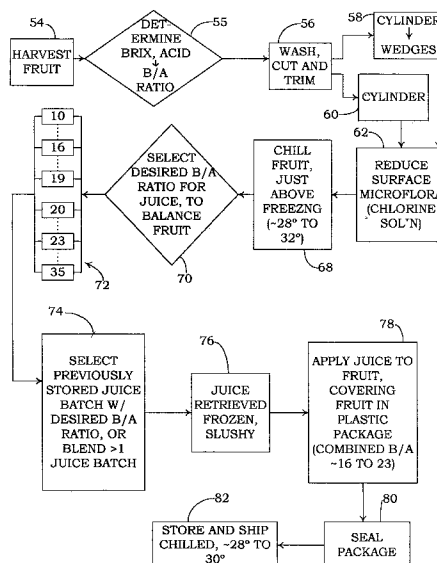 54
HARVEST
FRUIT
55
DET-
ERMINE
BRIX, ACID
B/A
RATIO
56
WASH,
CUT AND
TRIM
58
CYLINDER
WEDGES
CYLINDER
60
62
REDUCE
SURFACE
MICROFLORA
(CHLORINE
SOL"N)
CHILL
FRUIT,
JUST
ABOVE
FREEZNG
(~28° TO
32°)
68
SELECT
DESIRED B/A
RATIO FOR
JUICE, TO
BALANCE
FRUIT
70
10
16
19
20
23
35
72
74
SELECT
PREVIOUSLY
STORED JUICE
BATCH W/
DESIRED B/A
RATIO, OR
BLEND >1
JUICE BATCH
76
JUICE
RETRIEVED
FROZEN,
SLUSHY
78
APPLY JUICE TO
FRUIT,
COVERING
FRUIT IN
PLASTIC
PACKAGE
(COMBINED B/A
~16 TO 23)
80
SEAL
PACKAGE
82
STORE AND SHIP
CHILLED, ~28° TO
30°